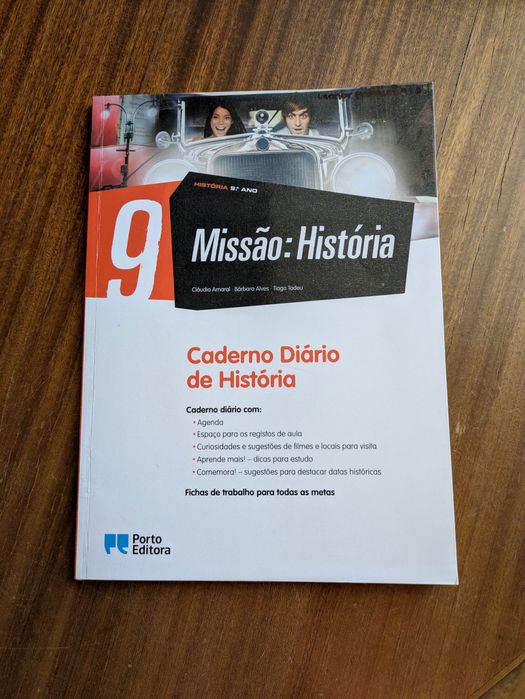 HISTÓRIA 9.º ANO
9
Missão: História
Cláudia Amaral · Bárbara Alves · Tiago Tadeu
Caderno Diário
de História
Caderno diário com:
• Agenda
• Espaço para os registos de aula
• Curiosidades e sugestões de filmes e locais para visita
• Aprende mais! – dicas para estudo
• Comemora! – sugestões para destacar datas históricas
Fichas de trabalho para todas as metas
Porto
Editora